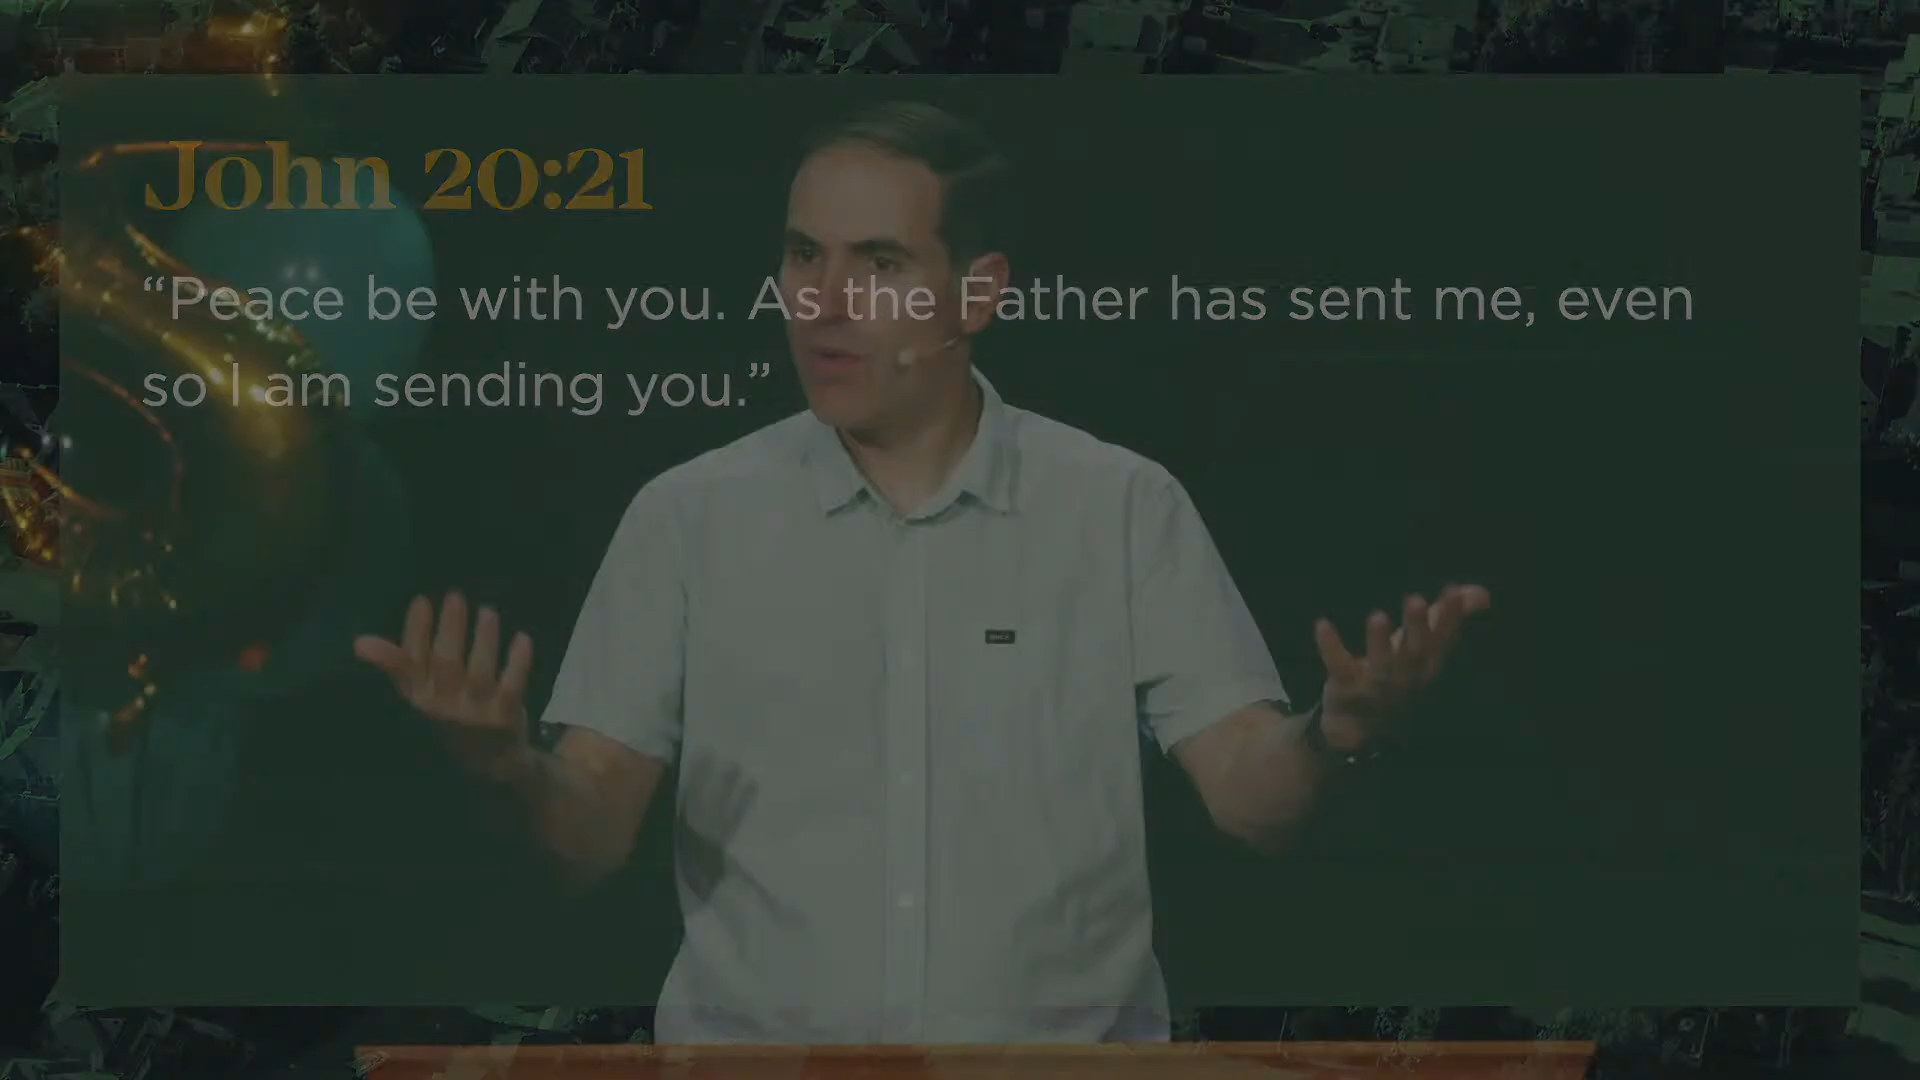 John 20:21
“Peace be with you. As the Father has sent me, even
so I am sending you.”